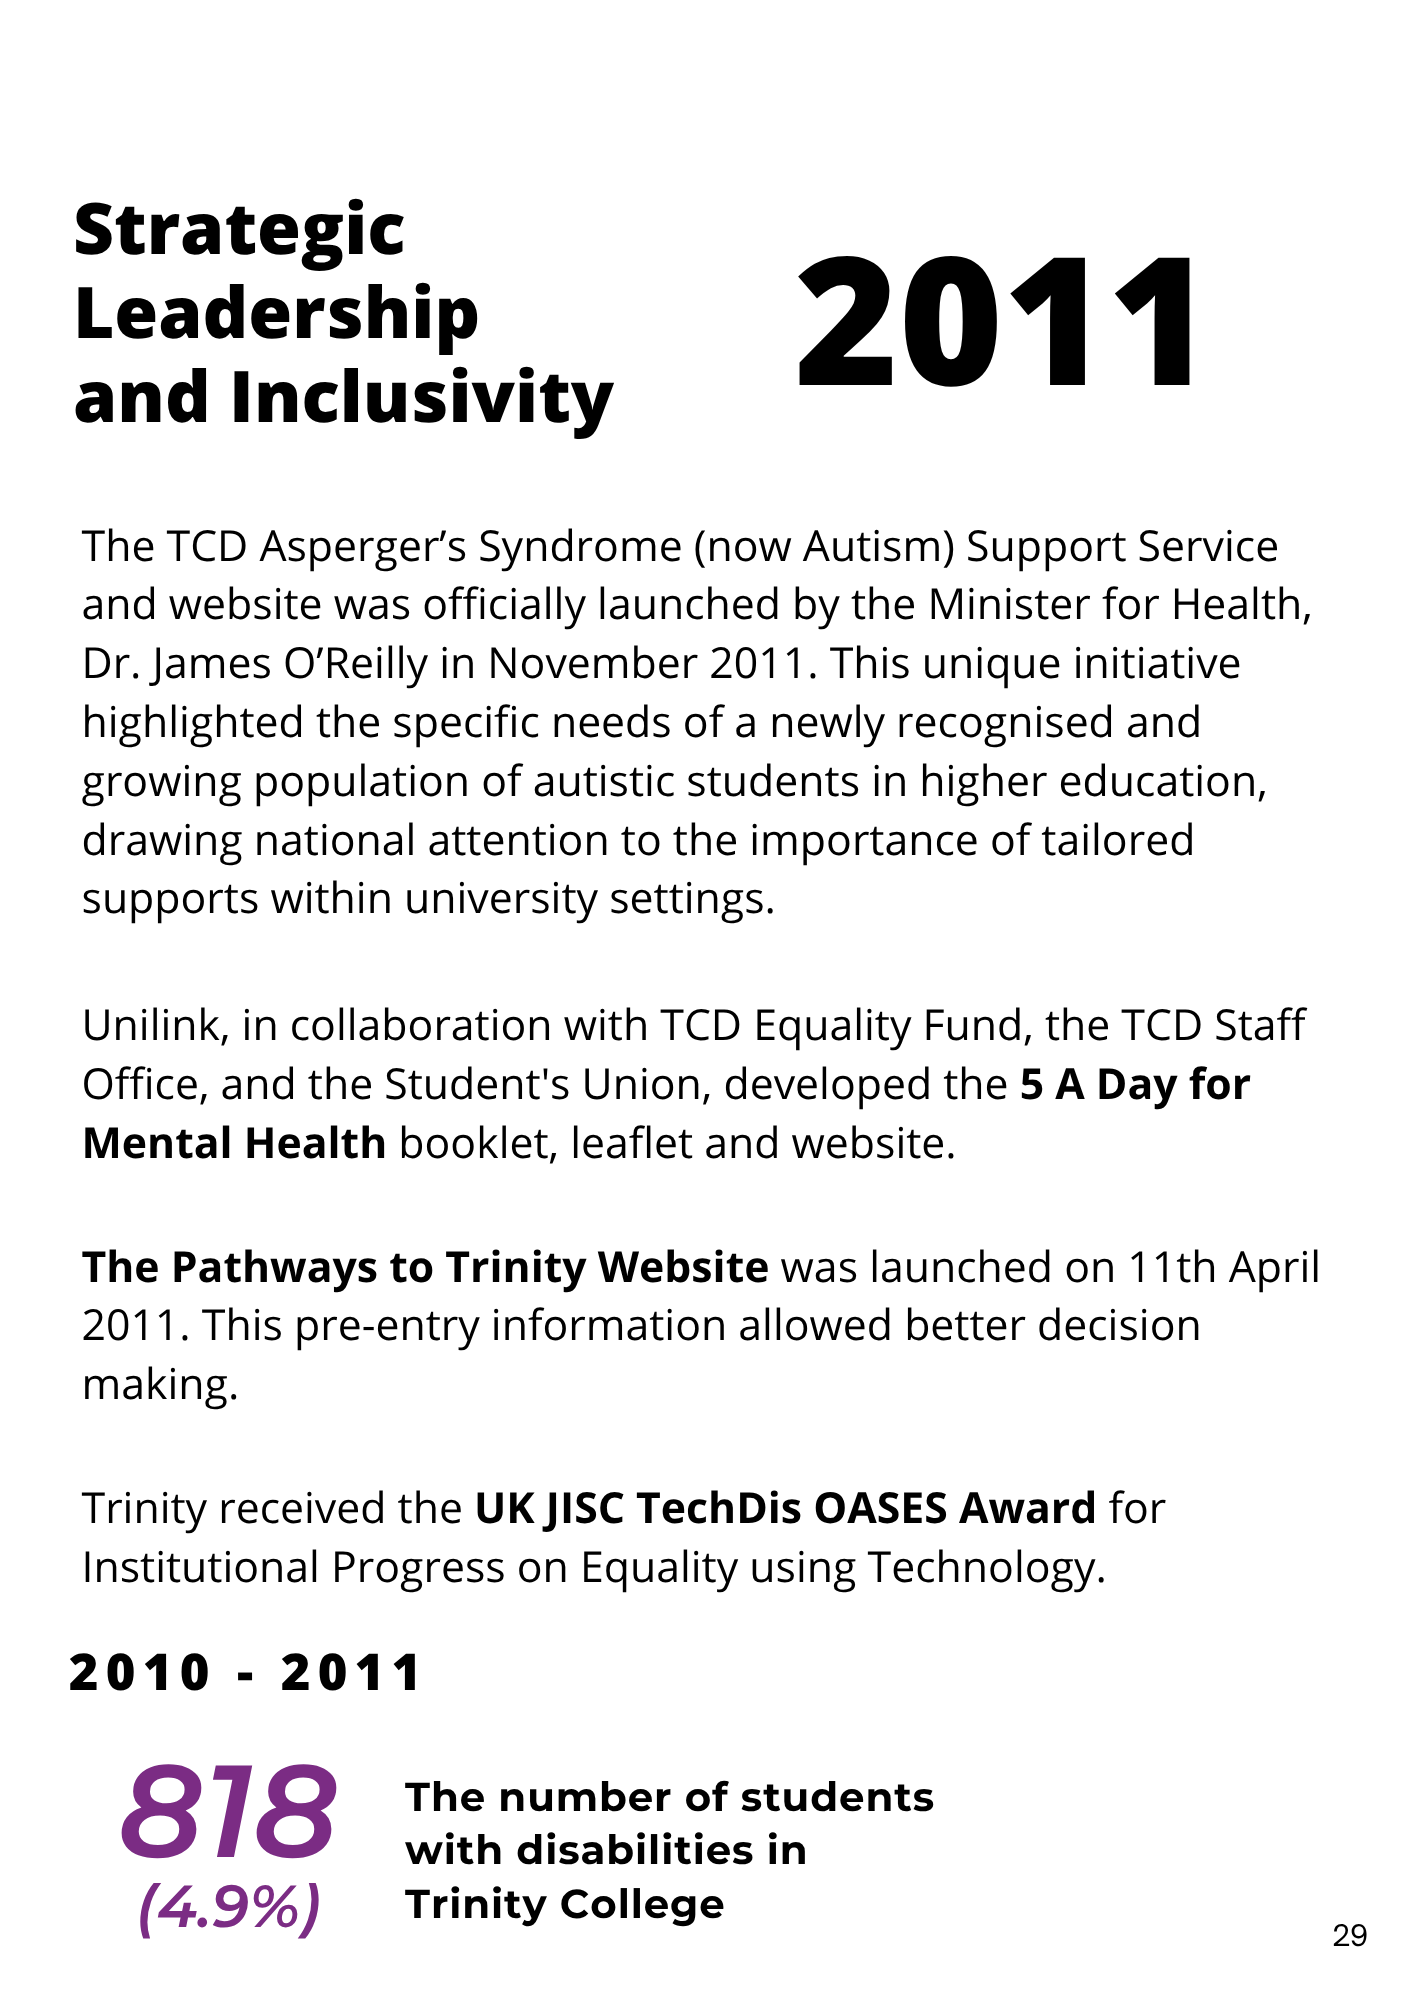 Strategic
Leadership
and Inclusivity
2011
The TCD Asperger’s Syndrome (now Autism) Support Service
and website was officially launched by the Minister for Health,
Dr. James O’Reilly in November 2011. This unique initiative
highlighted the specific needs of a newly recognised and
growing population of autistic students in higher education,
drawing national attention to the importance of tailored
supports within university settings.
Unilink, in collaboration with TCD Equality Fund, the TCD Staff
Office, and the Student's Union, developed the 5 A Day for
Mental Health booklet, leaflet and website.
The Pathways to Trinity Website was launched on 11th April
2011. This pre-entry information allowed better decision
making.
Trinity received the UK JISC TechDis OASES Award for
Institutional Progress on Equality using Technology.
2010 - 2011
818
(4.9%)
The number of students
with disabilities in
Trinity College
29